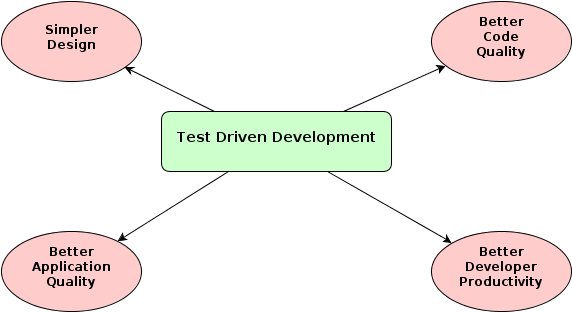 Simpler
Design
Better
Code
Quality
Test Driven Development
Better
Application
Quality
Better
Developer
Productivity